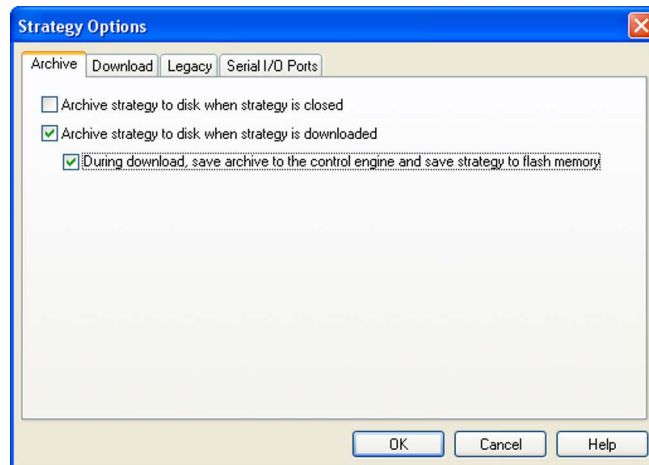 Strategy Options
Archive Download Legacy Serial I/O Ports
Archive strategy to disk when strategy is closed
Archive strategy to disk when strategy is downloaded
During download, save archive to the control engine and save strategy to flash memory
OK Cancel Help